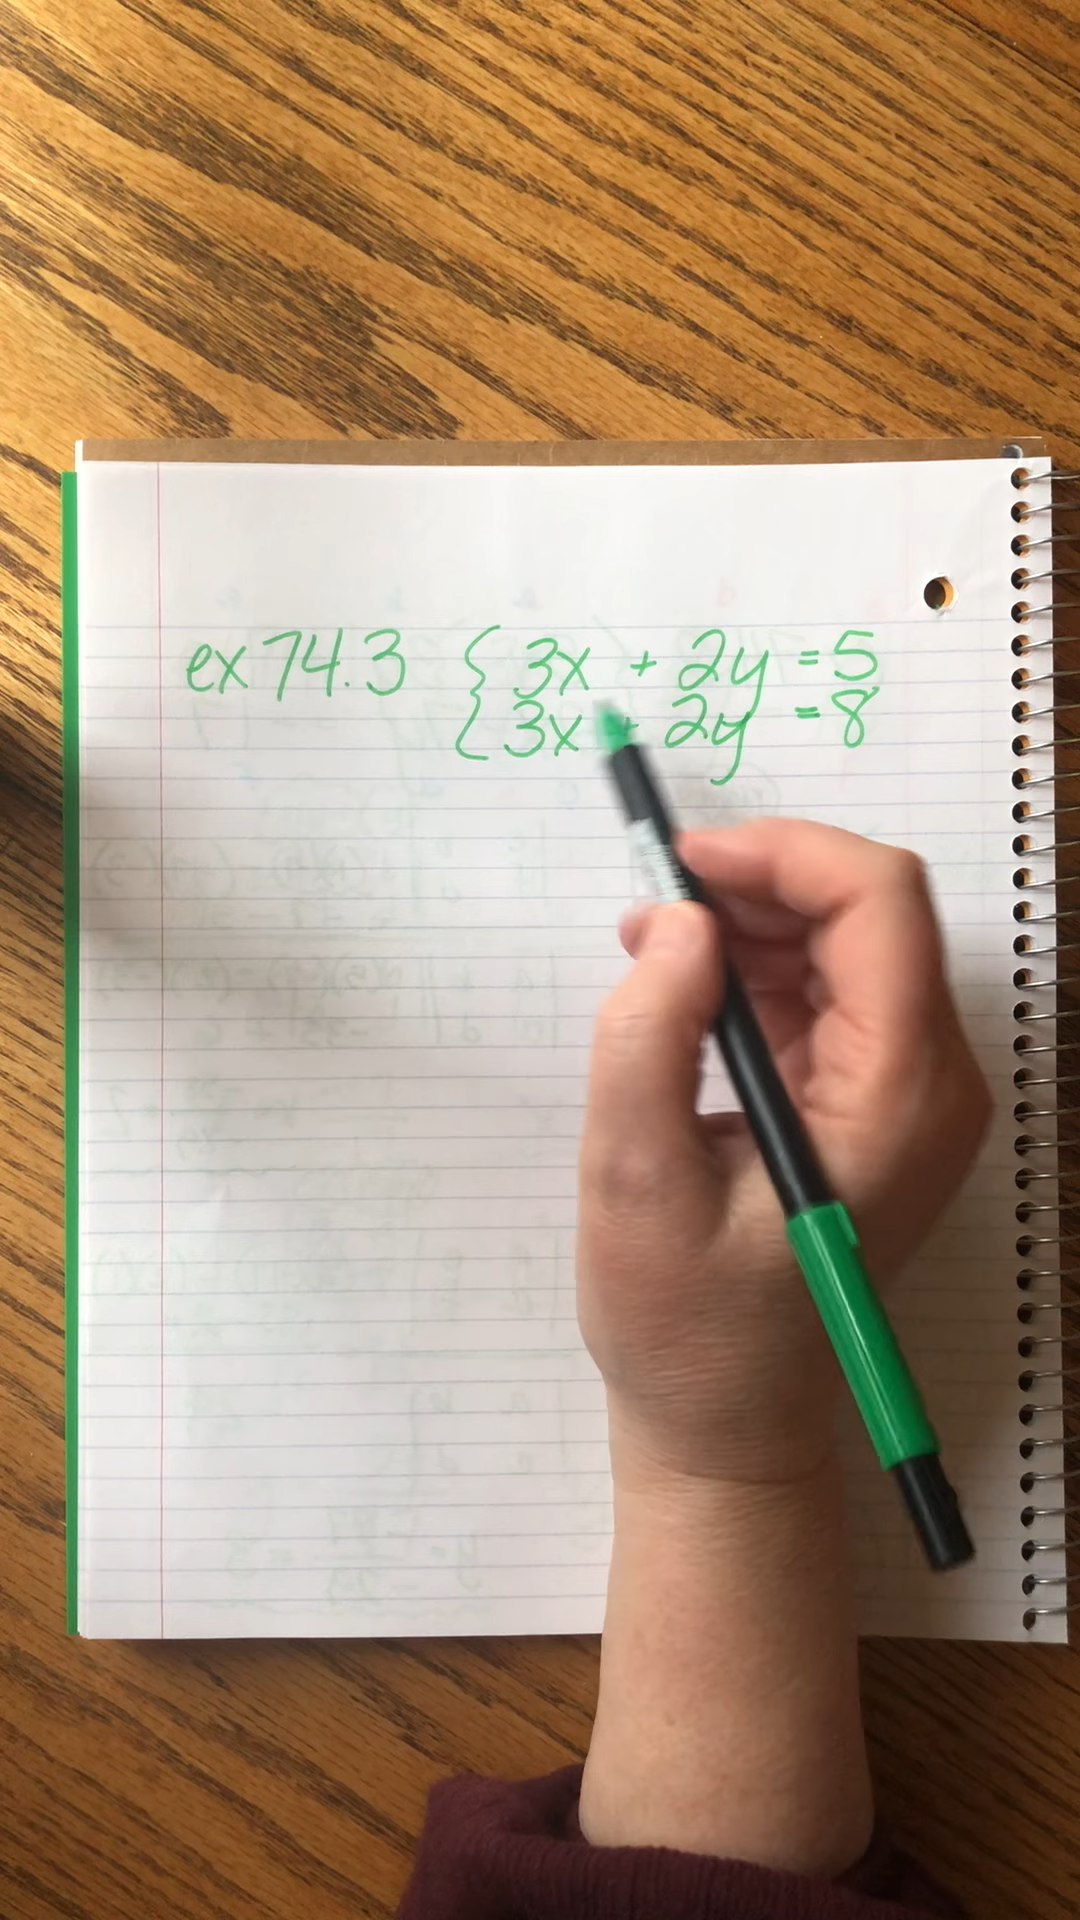 ex 74.3 { 3x + 2y = 5
3x + 2y = 8